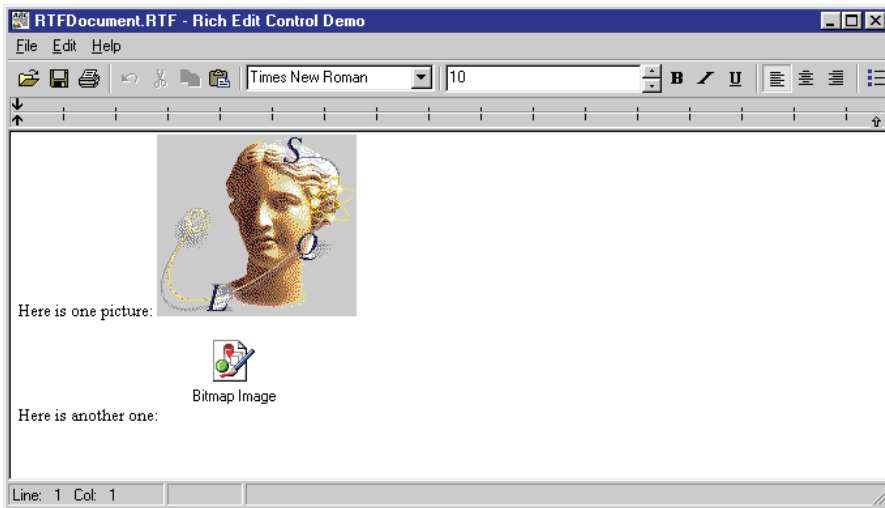 RTFDocument.RTF - Rich Edit Control Demo
File Edit Help
Times New Roman 10 B I U
S
Q
L
Here is one picture:
Bitmap Image
Here is another one:
Line: 1 Col: 1